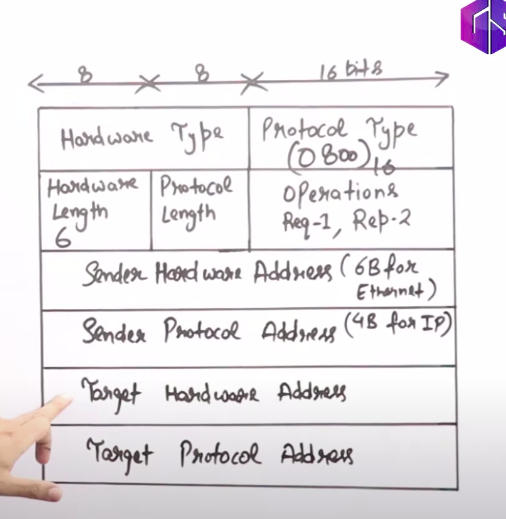 8 8 16 bits
Hardware Type
Protocol Type
(0800)16
Hardware
Length
6
Protocol
Length
Operations
Req-1, Rep-2
Sender Hardware Address (6B for
Ethernet)
Sender Protocol Address (4B for IP)
Target Hardware Address
Target Protocol Address